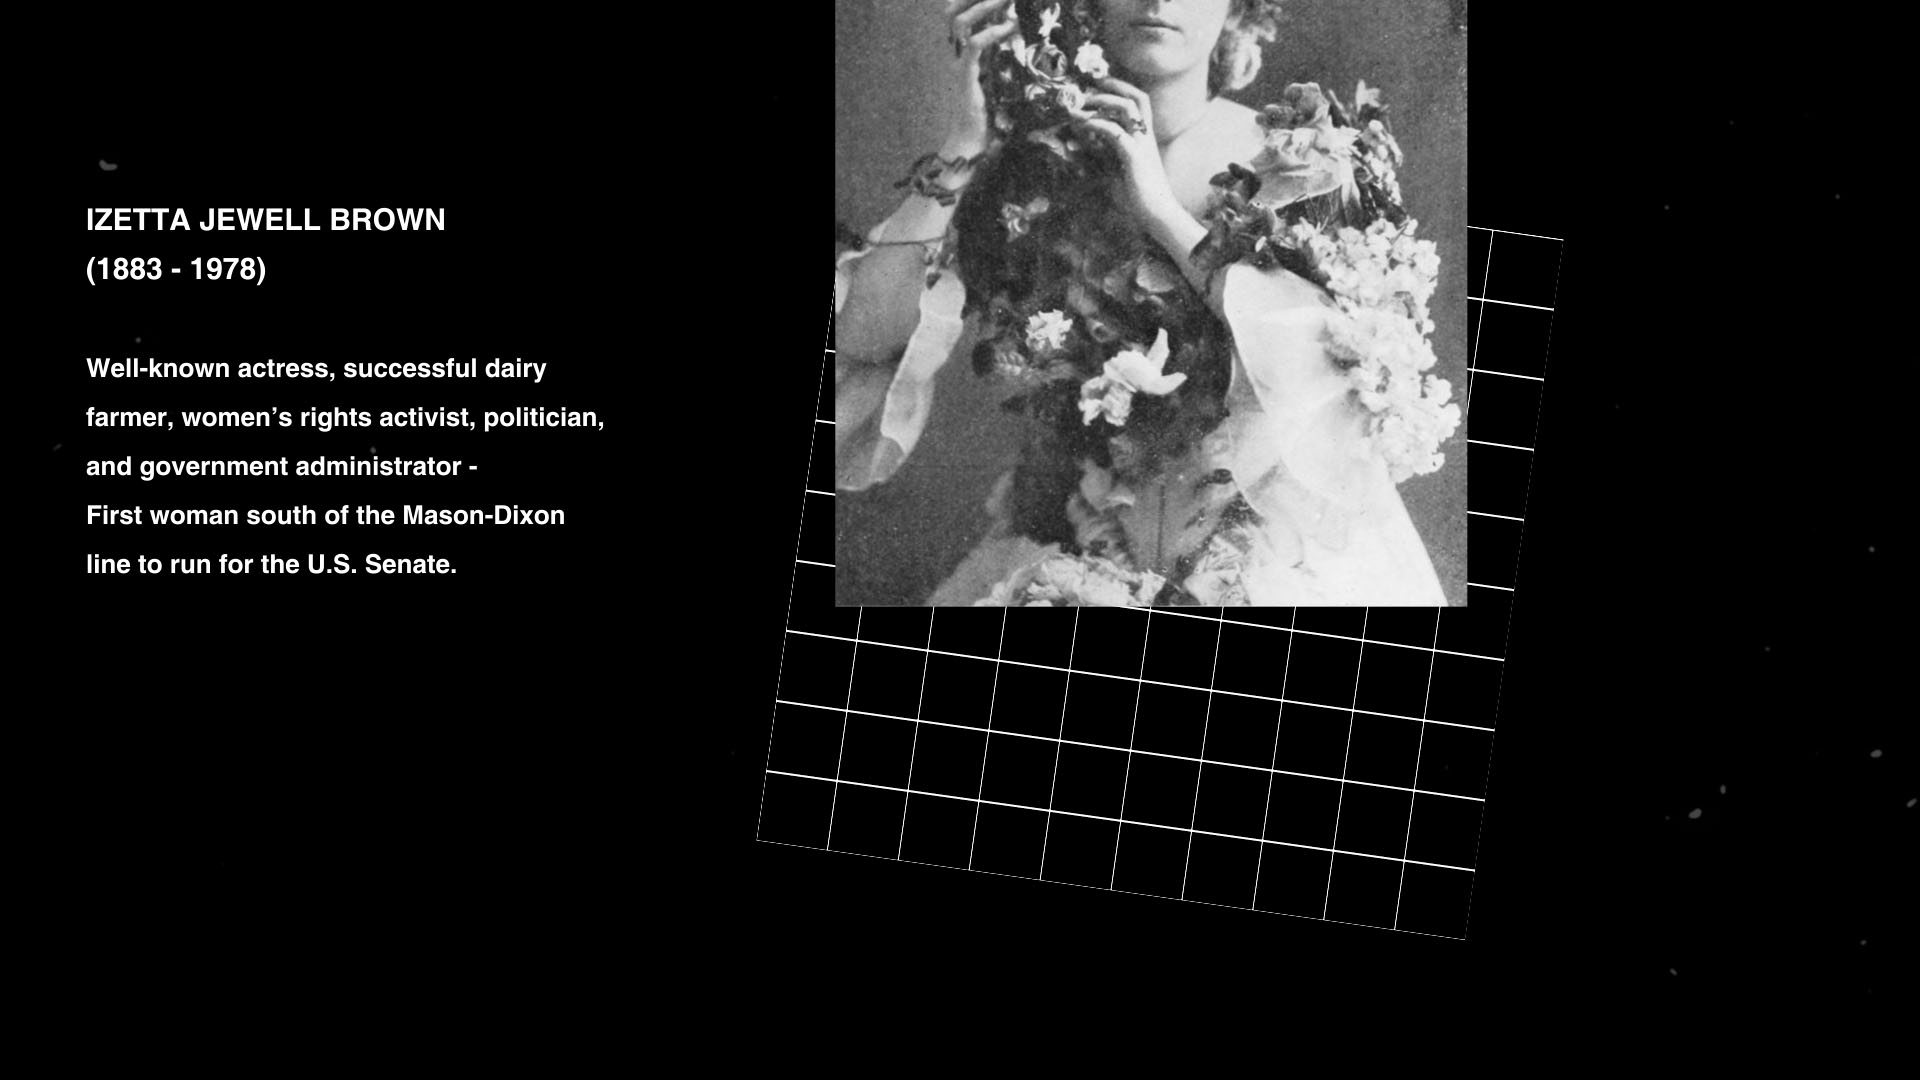 IZETTA JEWELL BROWN
(1883 - 1978)
Well-known actress, successful dairy
farmer, women’s rights activist, politician,
and government administrator -
First woman south of the Mason-Dixon
line to run for the U.S. Senate.